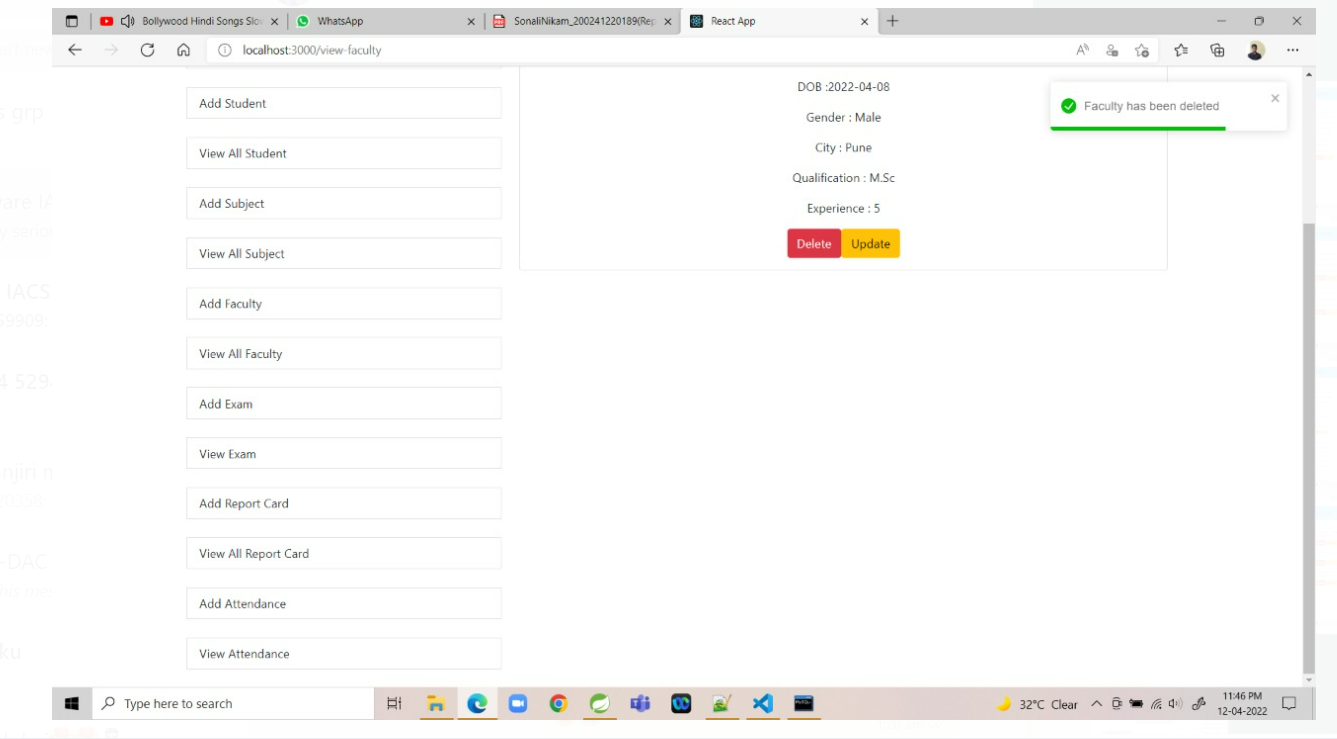 Bollywood Hindi Songs Slo
WhatsApp
SonaliNikam_200241220189(Rep
React App
localhost:3000/view-faculty
Add Student
View All Student
Add Subject
View All Subject
Add Faculty
View All Faculty
Add Exam
View Exam
Add Report Card
View All Report Card
Add Attendance
View Attendance
DOB :2022-04-08
Gender : Male
City : Pune
Qualification : M.Sc
Experience : 5
Delete Update
Faculty has been deleted
Type here to search
32°C Clear
11:46 PM
12-04-2022